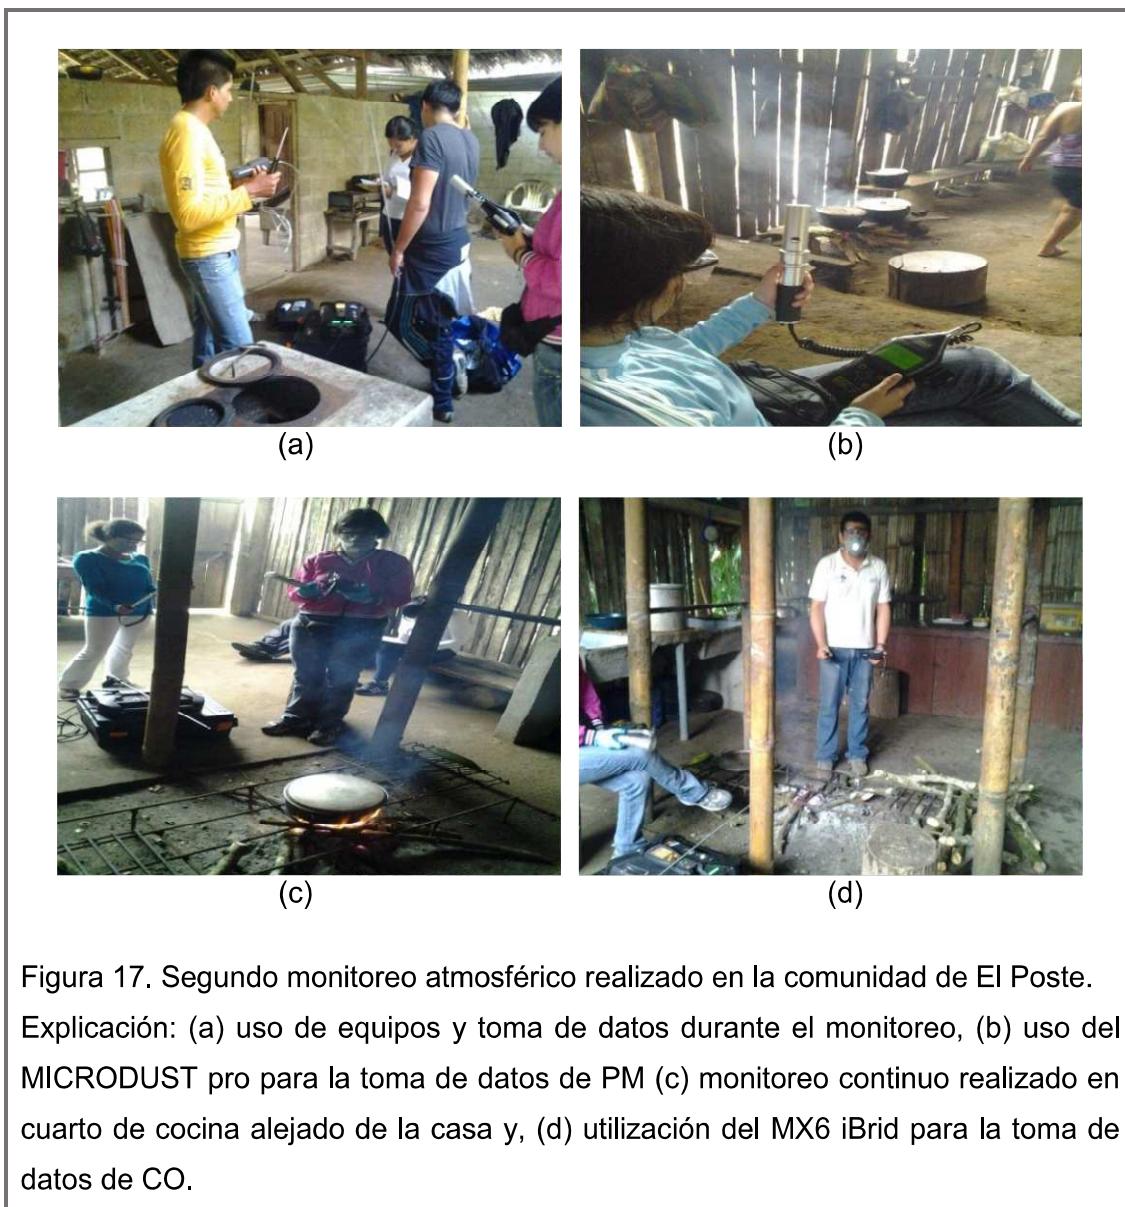 (a)
(b)
(c)
(d)
Figura 17. Segundo monitoreo atmosférico realizado en la comunidad de El Poste.
Explicación: (a) uso de equipos y toma de datos durante el monitoreo, (b) uso del
MICRODUST pro para la toma de datos de PM (c) monitoreo continuo realizado en
cuarto de cocina alejado de la casa y, (d) utilización del MX6 iBrid para la toma de
datos de CO.